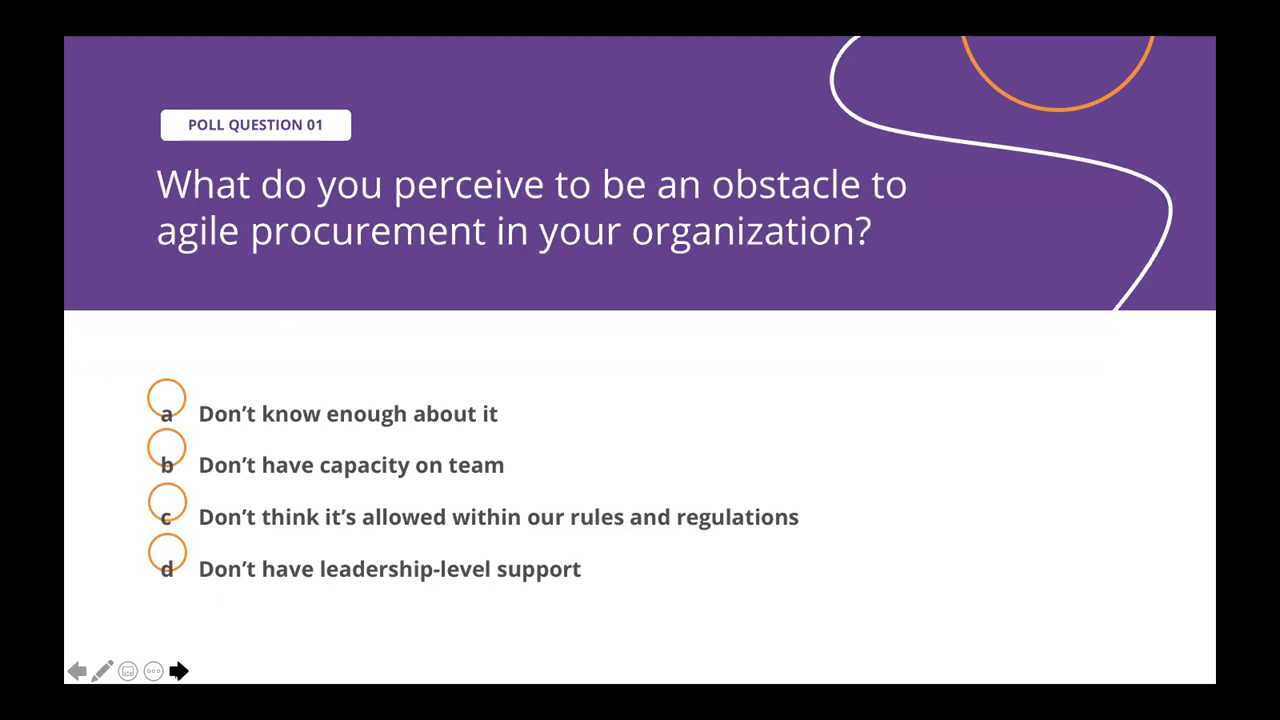 POLL QUESTION 01
What do you perceive to be an obstacle to
agile procurement in your organization?
a Don’t know enough about it
b Don’t have capacity on team
c Don’t think it’s allowed within our rules and regulations
d Don’t have leadership-level support